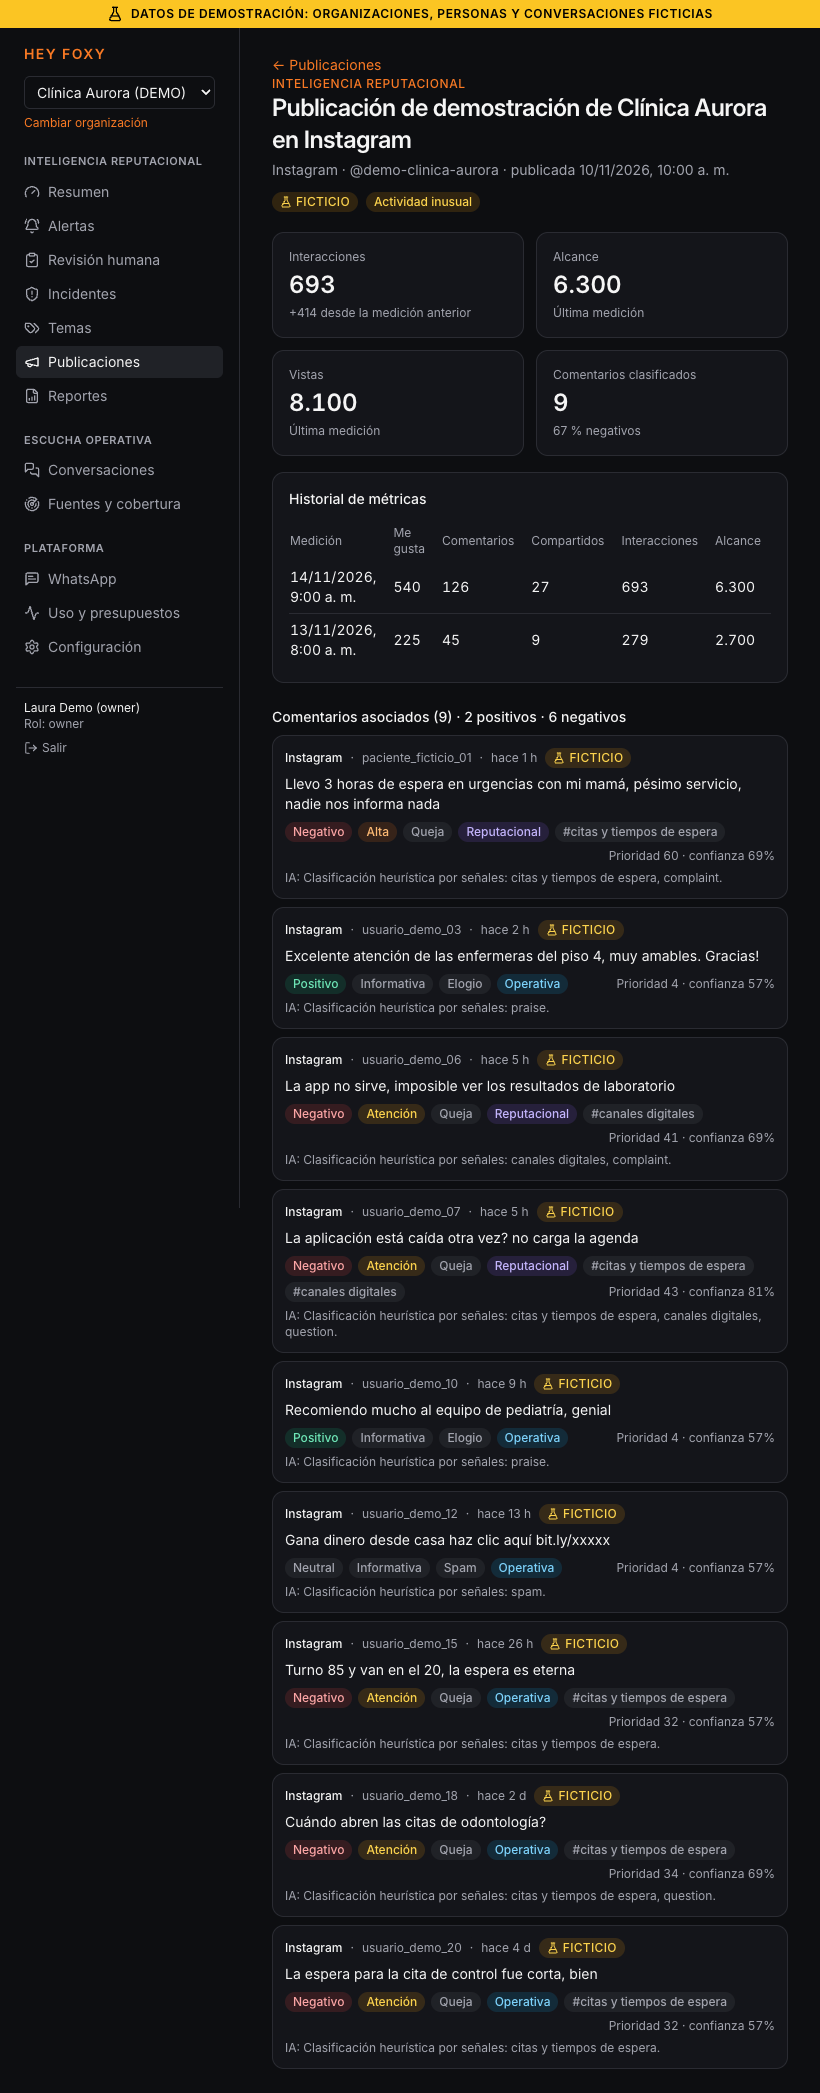 DATOS DE DEMOSTRACIÓN: ORGANIZACIONES, PERSONAS Y CONVERSACIONES FICTICIAS
HEY FOXY
Clínica Aurora (DEMO)
Cambiar organización
INTELIGENCIA REPUTACIONAL
Resumen
Alertas
Revisión humana
Incidentes
Temas
Publicaciones
Reportes
ESCUCHA OPERATIVA
Conversaciones
Fuentes y cobertura
PLATAFORMA
WhatsApp
Uso y presupuestos
Configuración
Laura Demo (owner)
Rol: owner
Salir
← Publicaciones
INTELIGENCIA REPUTACIONAL
Publicación de demostración de Clínica Aurora
en Instagram
Instagram · @demo-clinica-aurora · publicada 10/11/2026, 10:00 a. m.
FICTICIO Actividad inusual
Interacciones
693
+414 desde la medición anterior
Alcance
6.300
Última medición
Vistas
8.100
Última medición
Comentarios clasificados
9
67 % negativos
Historial de métricas
Medición Me gusta Comentarios Compartidos Interacciones Alcance
14/11/2026, 9:00 a. m. 540 126 27 693 6.300
13/11/2026, 8:00 a. m. 225 45 9 279 2.700
Comentarios asociados (9) · 2 positivos · 6 negativos
Instagram · paciente_ficticio_01 · hace 1 h FICTICIO
Llevo 3 horas de espera en urgencias con mi mamá, pésimo servicio,
nadie nos informa nada
Negativo Alta Queja Reputacional #citas y tiempos de espera
Prioridad 60 · confianza 69%
IA: Clasificación heurística por señales: citas y tiempos de espera, complaint.
Instagram · usuario_demo_03 · hace 2 h FICTICIO
Excelente atención de las enfermeras del piso 4, muy amables. Gracias!
Positivo Informativa Elogio Operativa Prioridad 4 · confianza 57%
IA: Clasificación heurística por señales: praise.
Instagram · usuario_demo_06 · hace 5 h FICTICIO
La app no sirve, imposible ver los resultados de laboratorio
Negativo Atención Queja Reputacional #canales digitales
Prioridad 41 · confianza 69%
IA: Clasificación heurística por señales: canales digitales, complaint.
Instagram · usuario_demo_07 · hace 5 h FICTICIO
La aplicación está caída otra vez? no carga la agenda
Negativo Atención Queja Reputacional #citas y tiempos de espera
#canales digitales Prioridad 43 · confianza 81%
IA: Clasificación heurística por señales: citas y tiempos de espera, canales digitales,
question.
Instagram · usuario_demo_10 · hace 9 h FICTICIO
Recomiendo mucho al equipo de pediatría, genial
Positivo Informativa Elogio Operativa Prioridad 4 · confianza 57%
IA: Clasificación heurística por señales: praise.
Instagram · usuario_demo_12 · hace 13 h FICTICIO
Gana dinero desde casa haz clic aquí bit.ly/xxxxx
Neutral Informativa Spam Operativa Prioridad 4 · confianza 57%
IA: Clasificación heurística por señales: spam.
Instagram · usuario_demo_15 · hace 26 h FICTICIO
Turno 85 y van en el 20, la espera es eterna
Negativo Atención Queja Operativa #citas y tiempos de espera
Prioridad 32 · confianza 57%
IA: Clasificación heurística por señales: citas y tiempos de espera.
Instagram · usuario_demo_18 · hace 2 d FICTICIO
Cuándo abren las citas de odontología?
Negativo Atención Queja Operativa #citas y tiempos de espera
Prioridad 34 · confianza 69%
IA: Clasificación heurística por señales: citas y tiempos de espera, question.
Instagram · usuario_demo_20 · hace 4 d FICTICIO
La espera para la cita de control fue corta, bien
Negativo Atención Queja Operativa #citas y tiempos de espera
Prioridad 32 · confianza 57%
IA: Clasificación heurística por señales: citas y tiempos de espera.